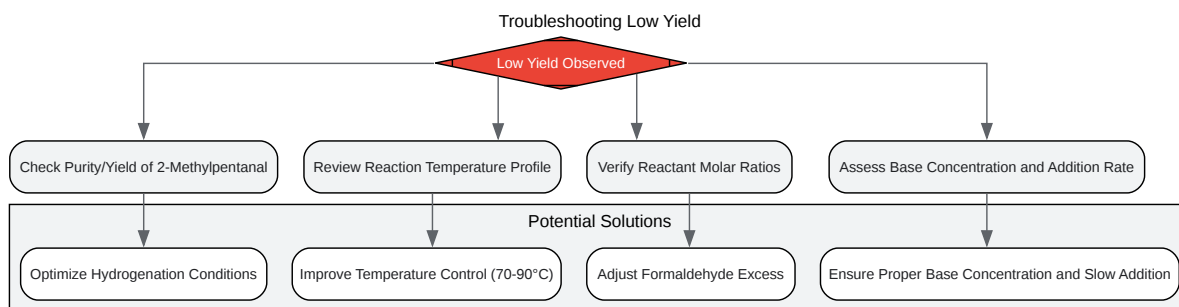 Troubleshooting Low Yield
Low Yield Observed
Check Purity/Yield of 2-Methylpentanal
Review Reaction Temperature Profile
Verify Reactant Molar Ratios
Assess Base Concentration and Addition Rate
Potential Solutions
Optimize Hydrogenation Conditions
Improve Temperature Control (70-90°C)
Adjust Formaldehyde Excess
Ensure Proper Base Concentration and Slow Addition